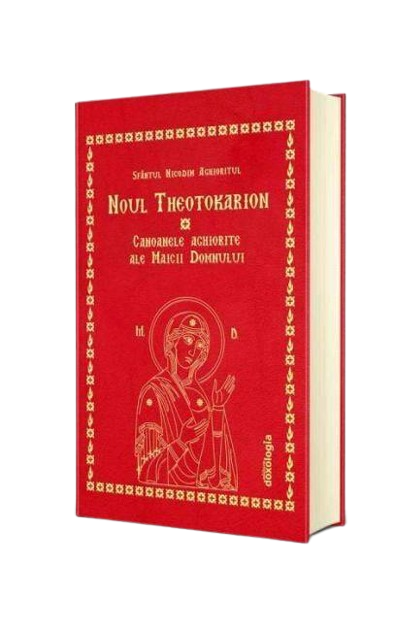 Sfântul Nicodim Aghioritul
Noul Theotokarion
Canoanele aghiorite
ale Maicii Domnului
M. D.
doxologia